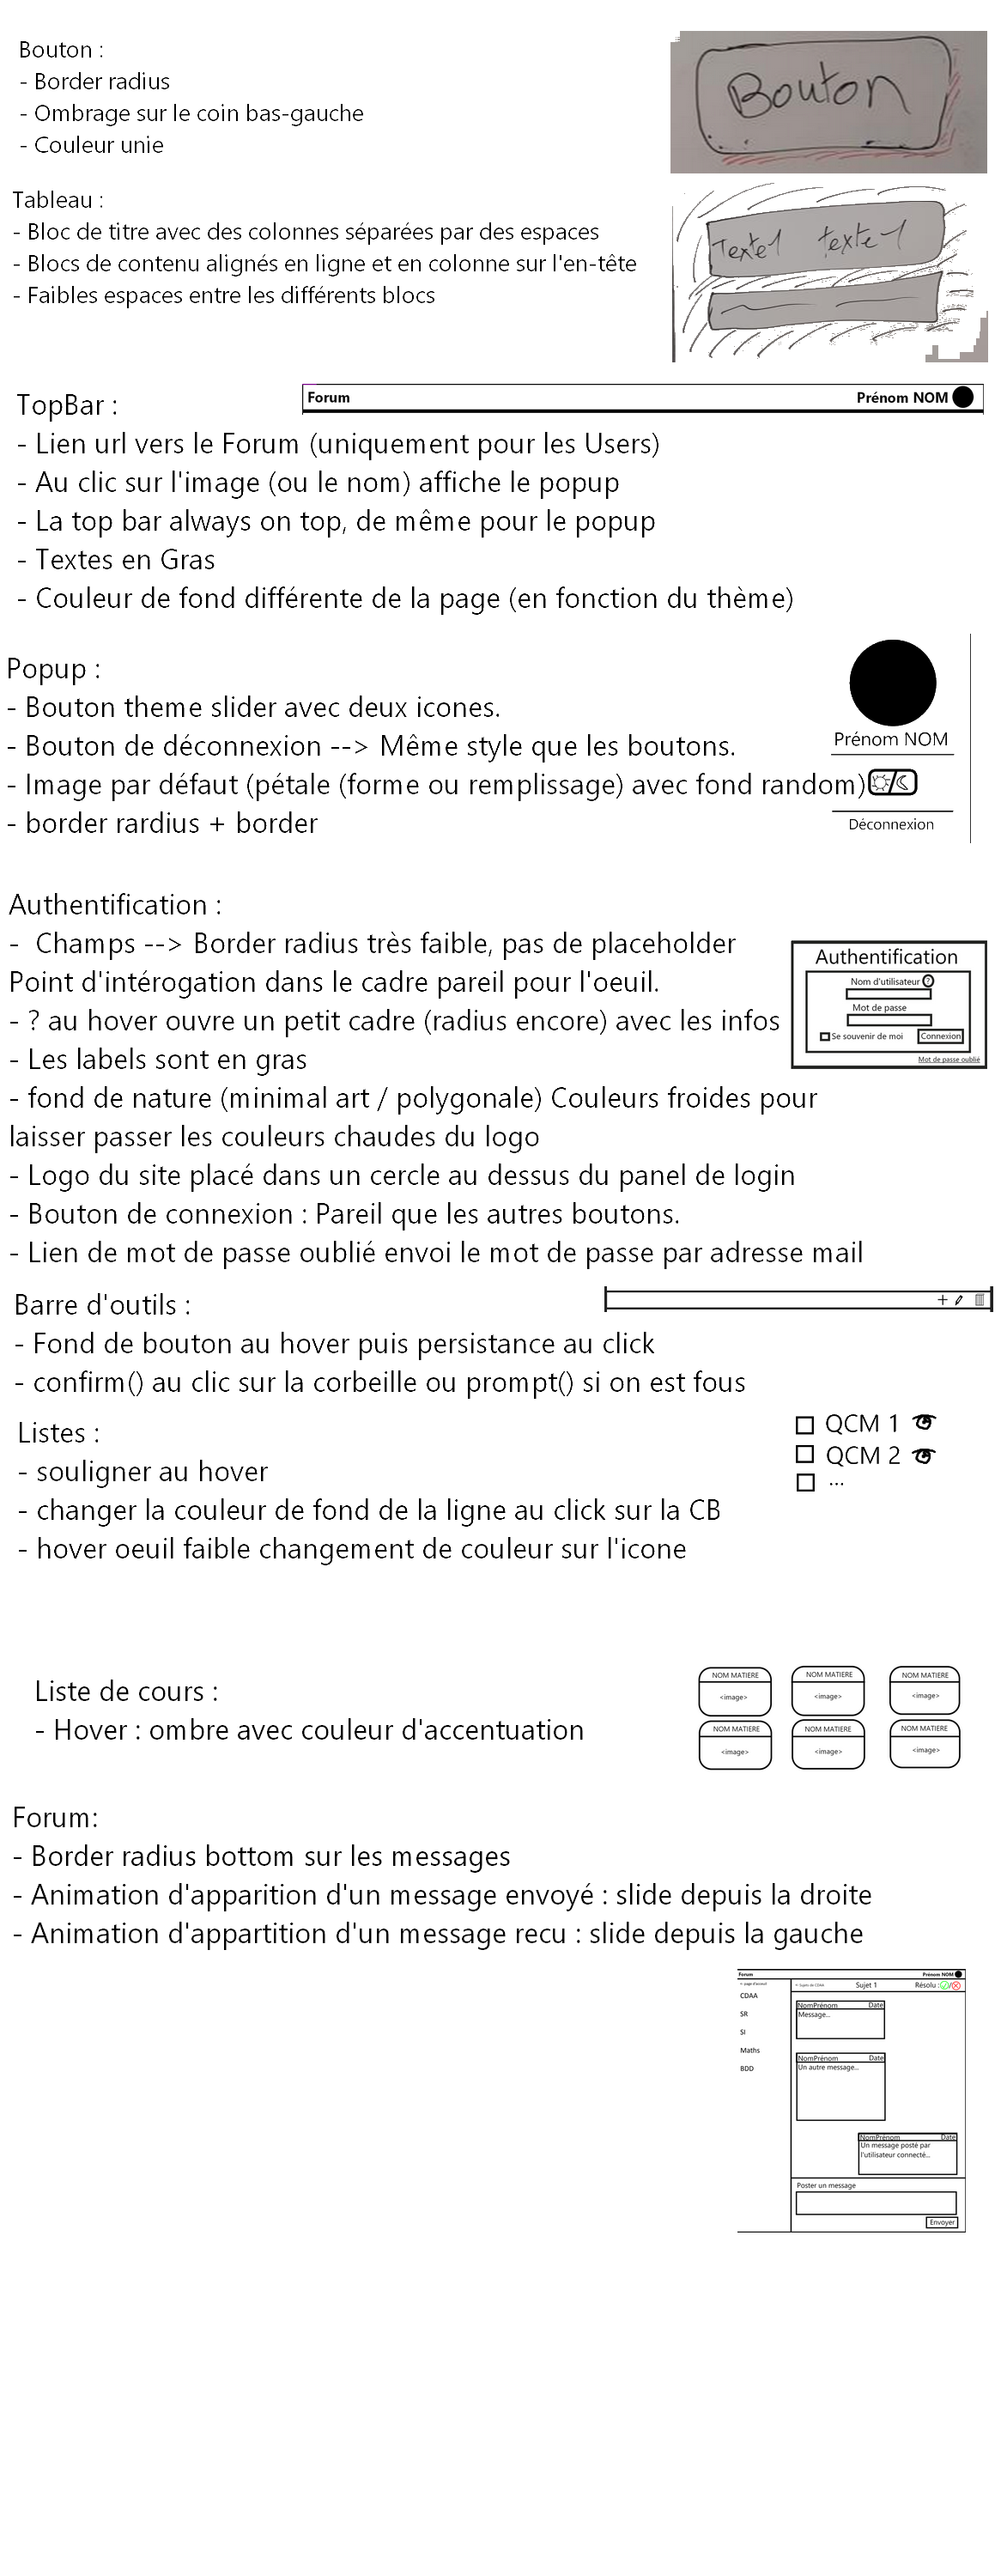 Bouton :
- Border radius
- Ombrage sur le coin bas-gauche
- Couleur unie
Bouton
Tableau :
- Bloc de titre avec des colonnes séparées par des espaces
- Blocs de contenu alignés en ligne et en colonne sur l'en-tête
- Faibles espaces entre les différents blocs
Texte1 texte1
TopBar :
Forum Prénom NOM
- Lien url vers le Forum (uniquement pour les Users)
- Au clic sur l'image (ou le nom) affiche le popup
- La top bar always on top, de même pour le popup
- Textes en Gras
- Couleur de fond différente de la page (en fonction du thème)
Popup :
- Bouton theme slider avec deux icones.
- Bouton de déconnexion --> Même style que les boutons.
- Image par défaut (pétale (forme ou remplissage) avec fond random)
- border rardius + border
Prénom NOM
Déconnexion
Authentification :
- Champs --> Border radius très faible, pas de placeholder
Point d'intérogation dans le cadre pareil pour l'oeuil.
- ? au hover ouvre un petit cadre (radius encore) avec les infos
- Les labels sont en gras
- fond de nature (minimal art / polygonale) Couleurs froides pour
laisser passer les couleurs chaudes du logo
- Logo du site placé dans un cercle au dessus du panel de login
- Bouton de connexion : Pareil que les autres boutons.
- Lien de mot de passe oublié envoi le mot de passe par adresse mail
Authentification
Nom d'utilisateur ?
Mot de passe
Se souvenir de moi Connexion
Mot de passe oublié
Barre d'outils :
- Fond de bouton au hover puis persistance au click
- confirm() au clic sur la corbeille ou prompt() si on est fous
Listes :
- souligner au hover
- changer la couleur de fond de la ligne au click sur la CB
- hover oeuil faible changement de couleur sur l'icone
QCM 1
QCM 2
...
Liste de cours :
- Hover : ombre avec couleur d'accentuation
NOM MATIERE NOM MATIERE NOM MATIERE
<image> <image> <image>
NOM MATIERE NOM MATIERE NOM MATIERE
<image> <image> <image>
Forum:
- Border radius bottom sur les messages
- Animation d'apparition d'un message envoyé : slide depuis la droite
- Animation d'appartition d'un message recu : slide depuis la gauche
Forum Prénom NOM
< page d'accueil
< Sujets de CDAA Sujet 1 Résolu :
CDAA
SR
SI
Maths
BDD
NomPrénom Date
Message...
NomPrénom Date
Un autre message...
NomPrénom Date
Un message posté par
l'utilisateur connecté...
Poster un message
Envoyer